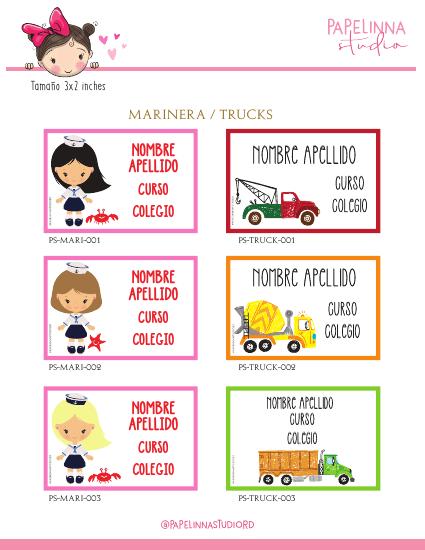 PAPELINNA
studio
Tamaño 3x2 inches
MARINERA / TRUCKS
NOMBRE
APELLIDO
CURSO
COLEGIO
PS-MARI-001
NOMBRE APELLIDO
CURSO
COLEGIO
PS-TRUCK-001
NOMBRE
APELLIDO
CURSO
COLEGIO
PS-MARI-002
NOMBRE APELLIDO
CURSO
COLEGIO
PS-TRUCK-002
NOMBRE
APELLIDO
CURSO
COLEGIO
PS-MARI-003
NOMBRE APELLIDO
CURSO
COLEGIO
PS-TRUCK-003
@PAPELINNASTUDIORD